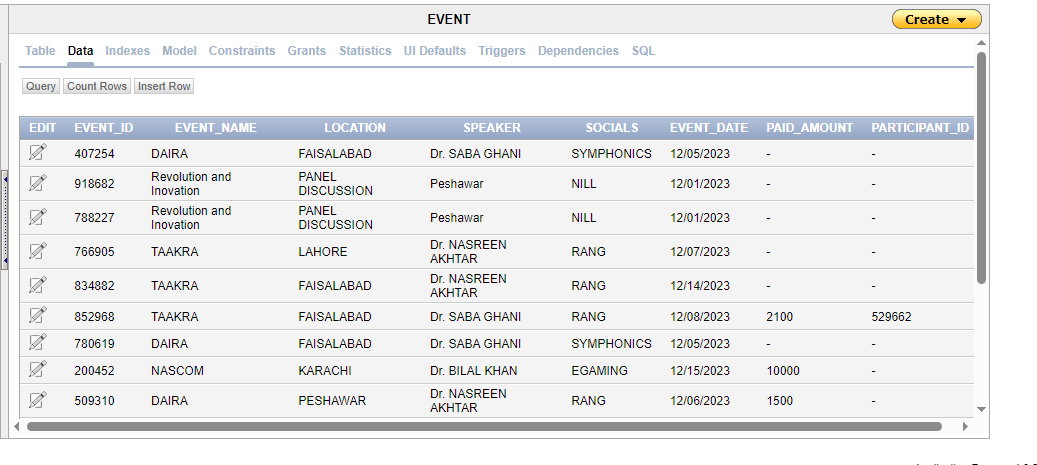 EVENT
Create
Table Data Indexes Model Constraints Grants Statistics UI Defaults Triggers Dependencies SQL
Query Count Rows Insert Row
EDIT EVENT_ID EVENT_NAME LOCATION SPEAKER SOCIALS EVENT_DATE PAID_AMOUNT PARTICIPANT_ID
407254 DAIRA FAISALABAD Dr. SABA GHANI SYMPHONICS 12/05/2023 - -
918682 Revolution and Inovation PANEL DISCUSSION Peshawar NILL 12/01/2023 - -
788227 Revolution and Inovation PANEL DISCUSSION Peshawar NILL 12/01/2023 - -
766905 TAAKRA LAHORE Dr. NASREEN AKHTAR RANG 12/07/2023 - -
834882 TAAKRA FAISALABAD Dr. NASREEN AKHTAR RANG 12/14/2023 - -
852968 TAAKRA FAISALABAD Dr. SABA GHANI RANG 12/08/2023 2100 529662
780619 DAIRA FAISALABAD Dr. SABA GHANI SYMPHONICS 12/05/2023 - -
200452 NASCOM KARACHI Dr. BILAL KHAN EGAMING 12/15/2023 10000 -
509310 DAIRA PESHAWAR Dr. NASREEN AKHTAR RANG 12/06/2023 1500 -